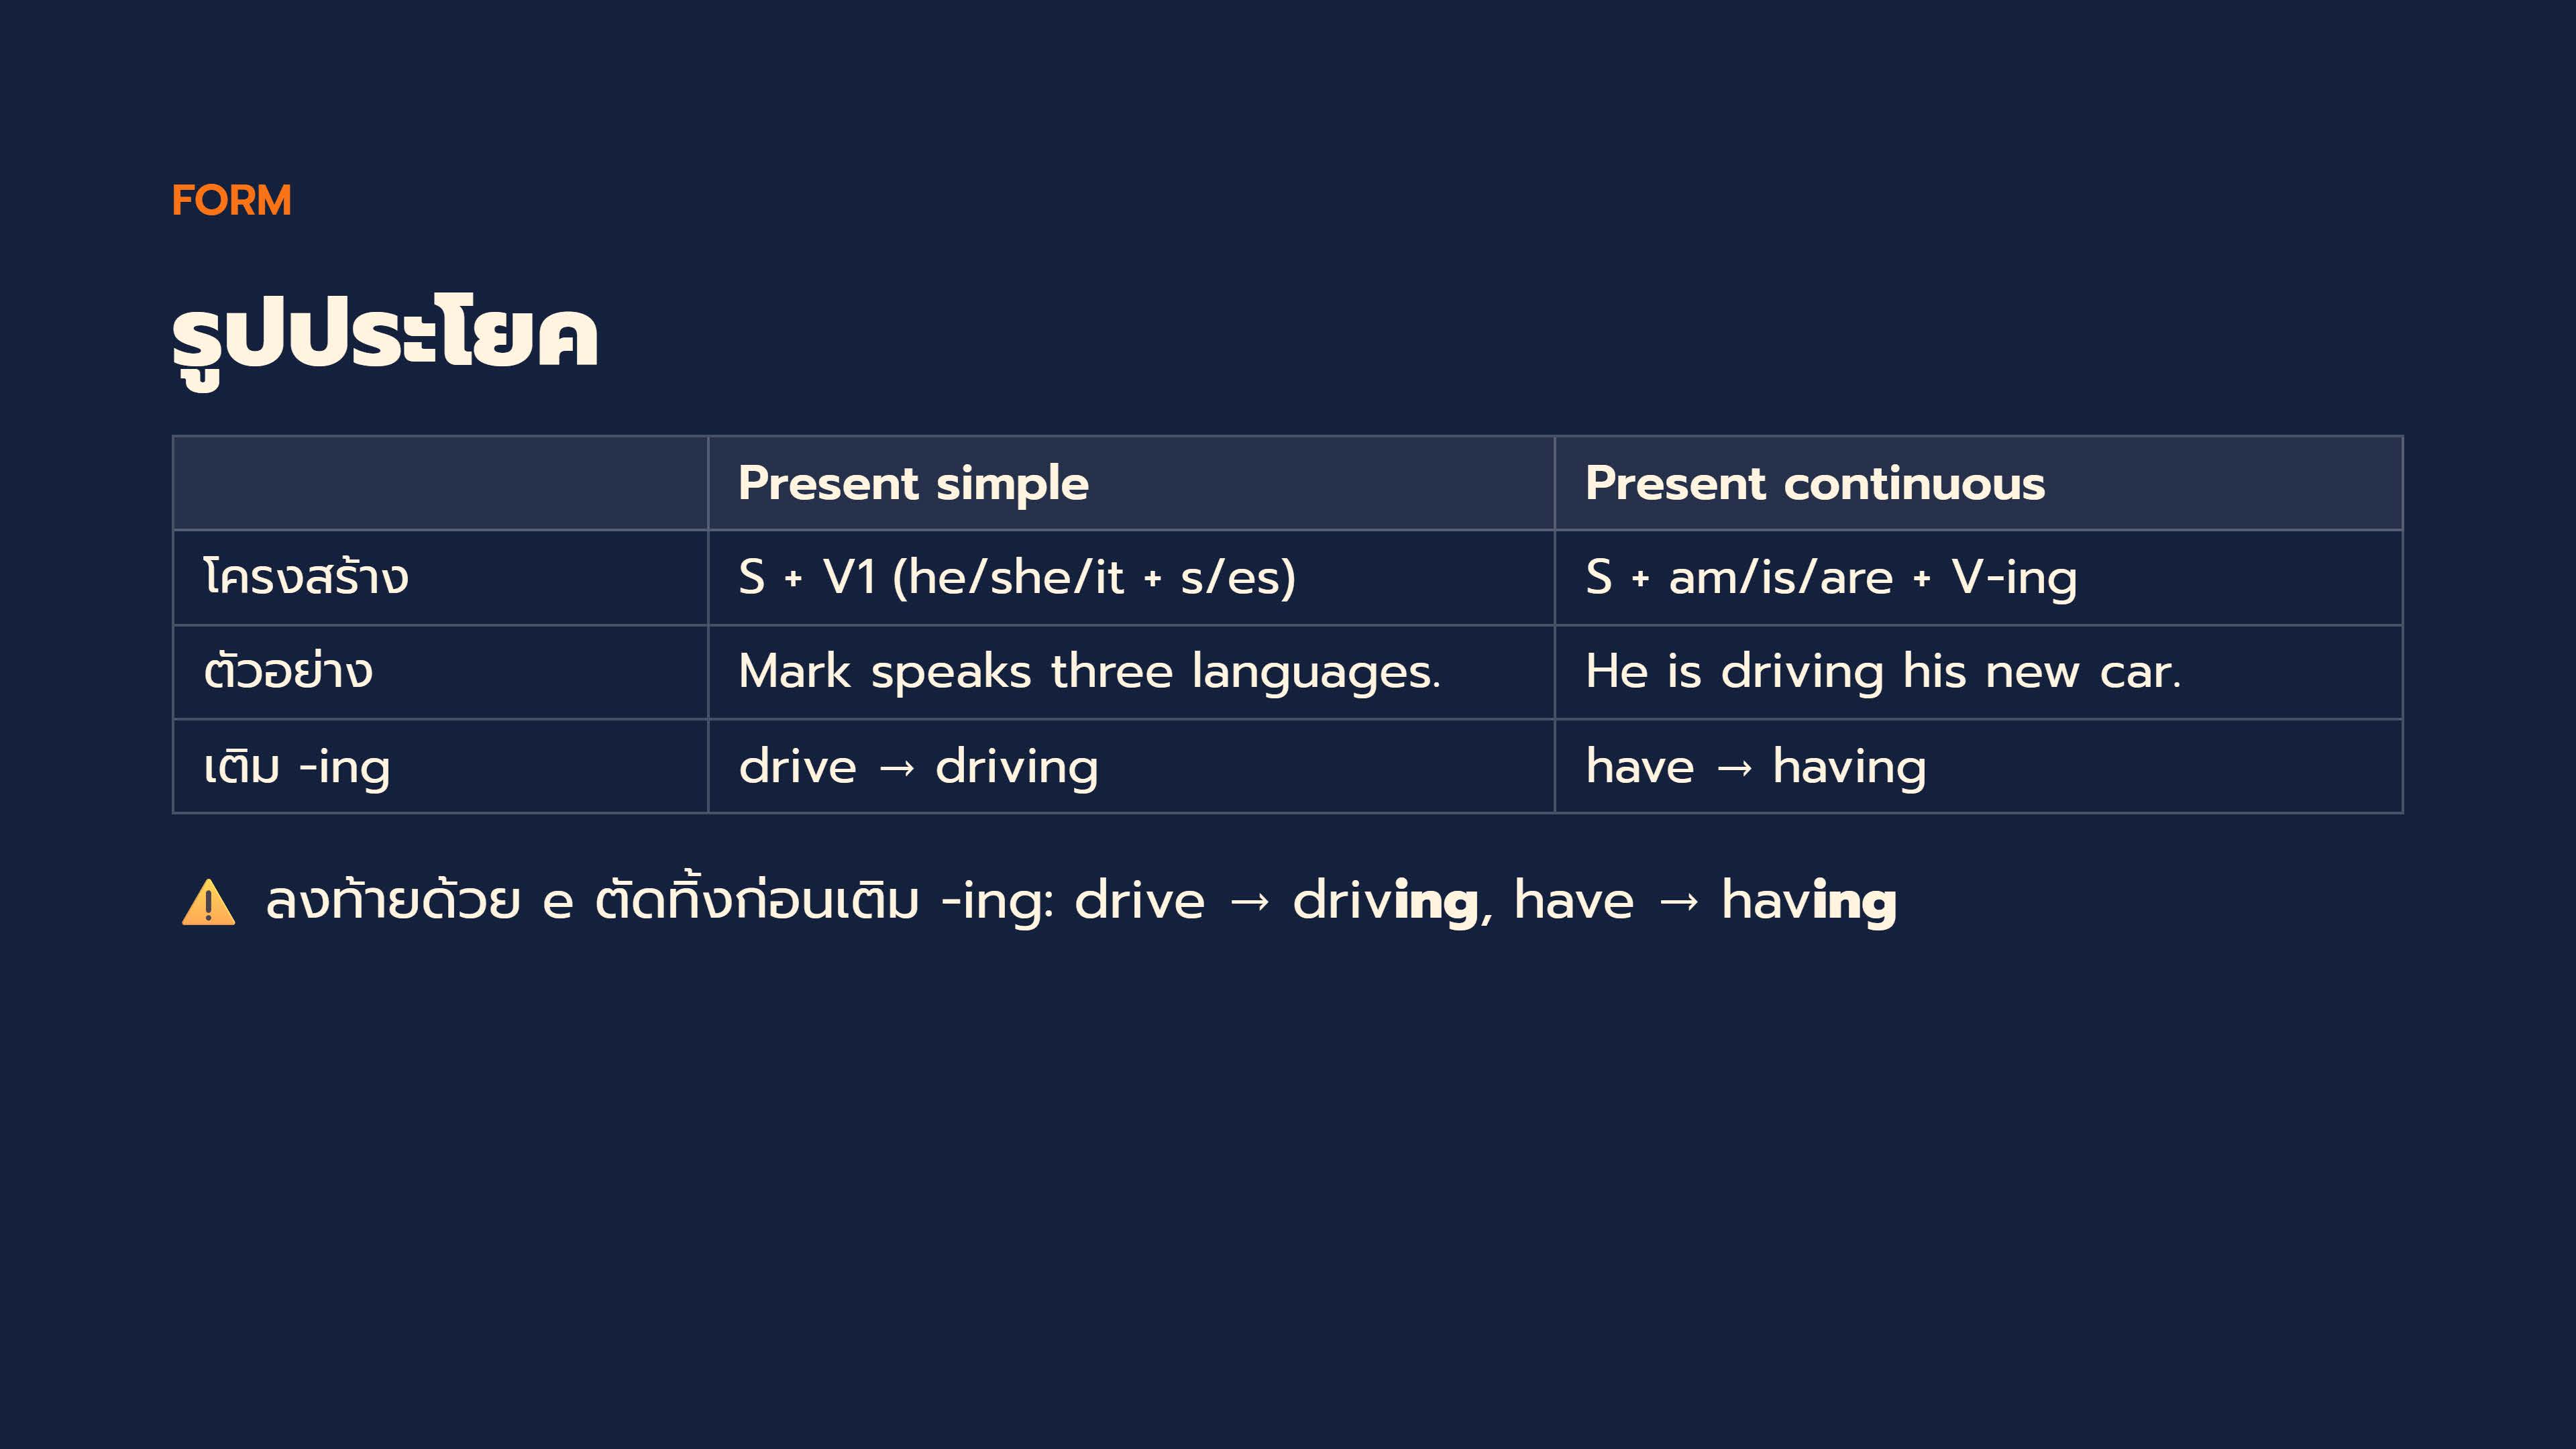 FORM
รูปประโยค
Present simple Present continuous
โครงสร้าง S + V1 (he/she/it + s/es) S + am/is/are + V-ing
ตัวอย่าง Mark speaks three languages. He is driving his new car.
เติม -ing drive → driving have → having
⚠️ ลงท้ายด้วย e ตัดทิ้งก่อนเติม -ing: drive → driving, have → having